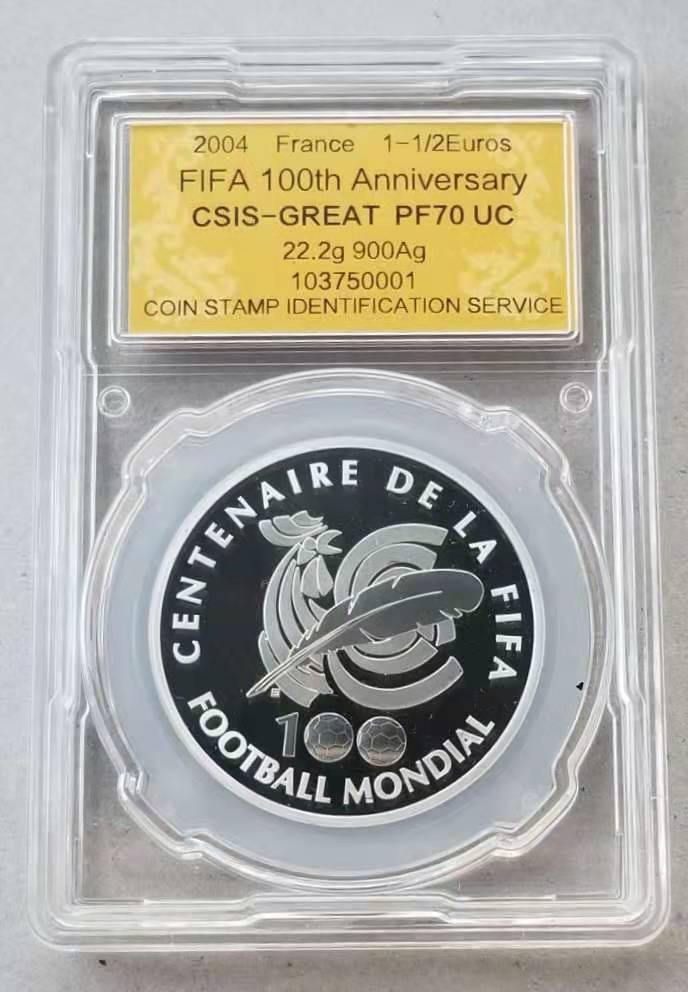 2004 France 1-1/2Euros
FIFA 100th Anniversary
CSIS-GREAT PF70 UC
22.2g 900Ag
103750001
COIN STAMP IDENTIFICATION SERVICE
CENTENAIRE DE LA FIFA
100
FOOTBALL MONDIAL